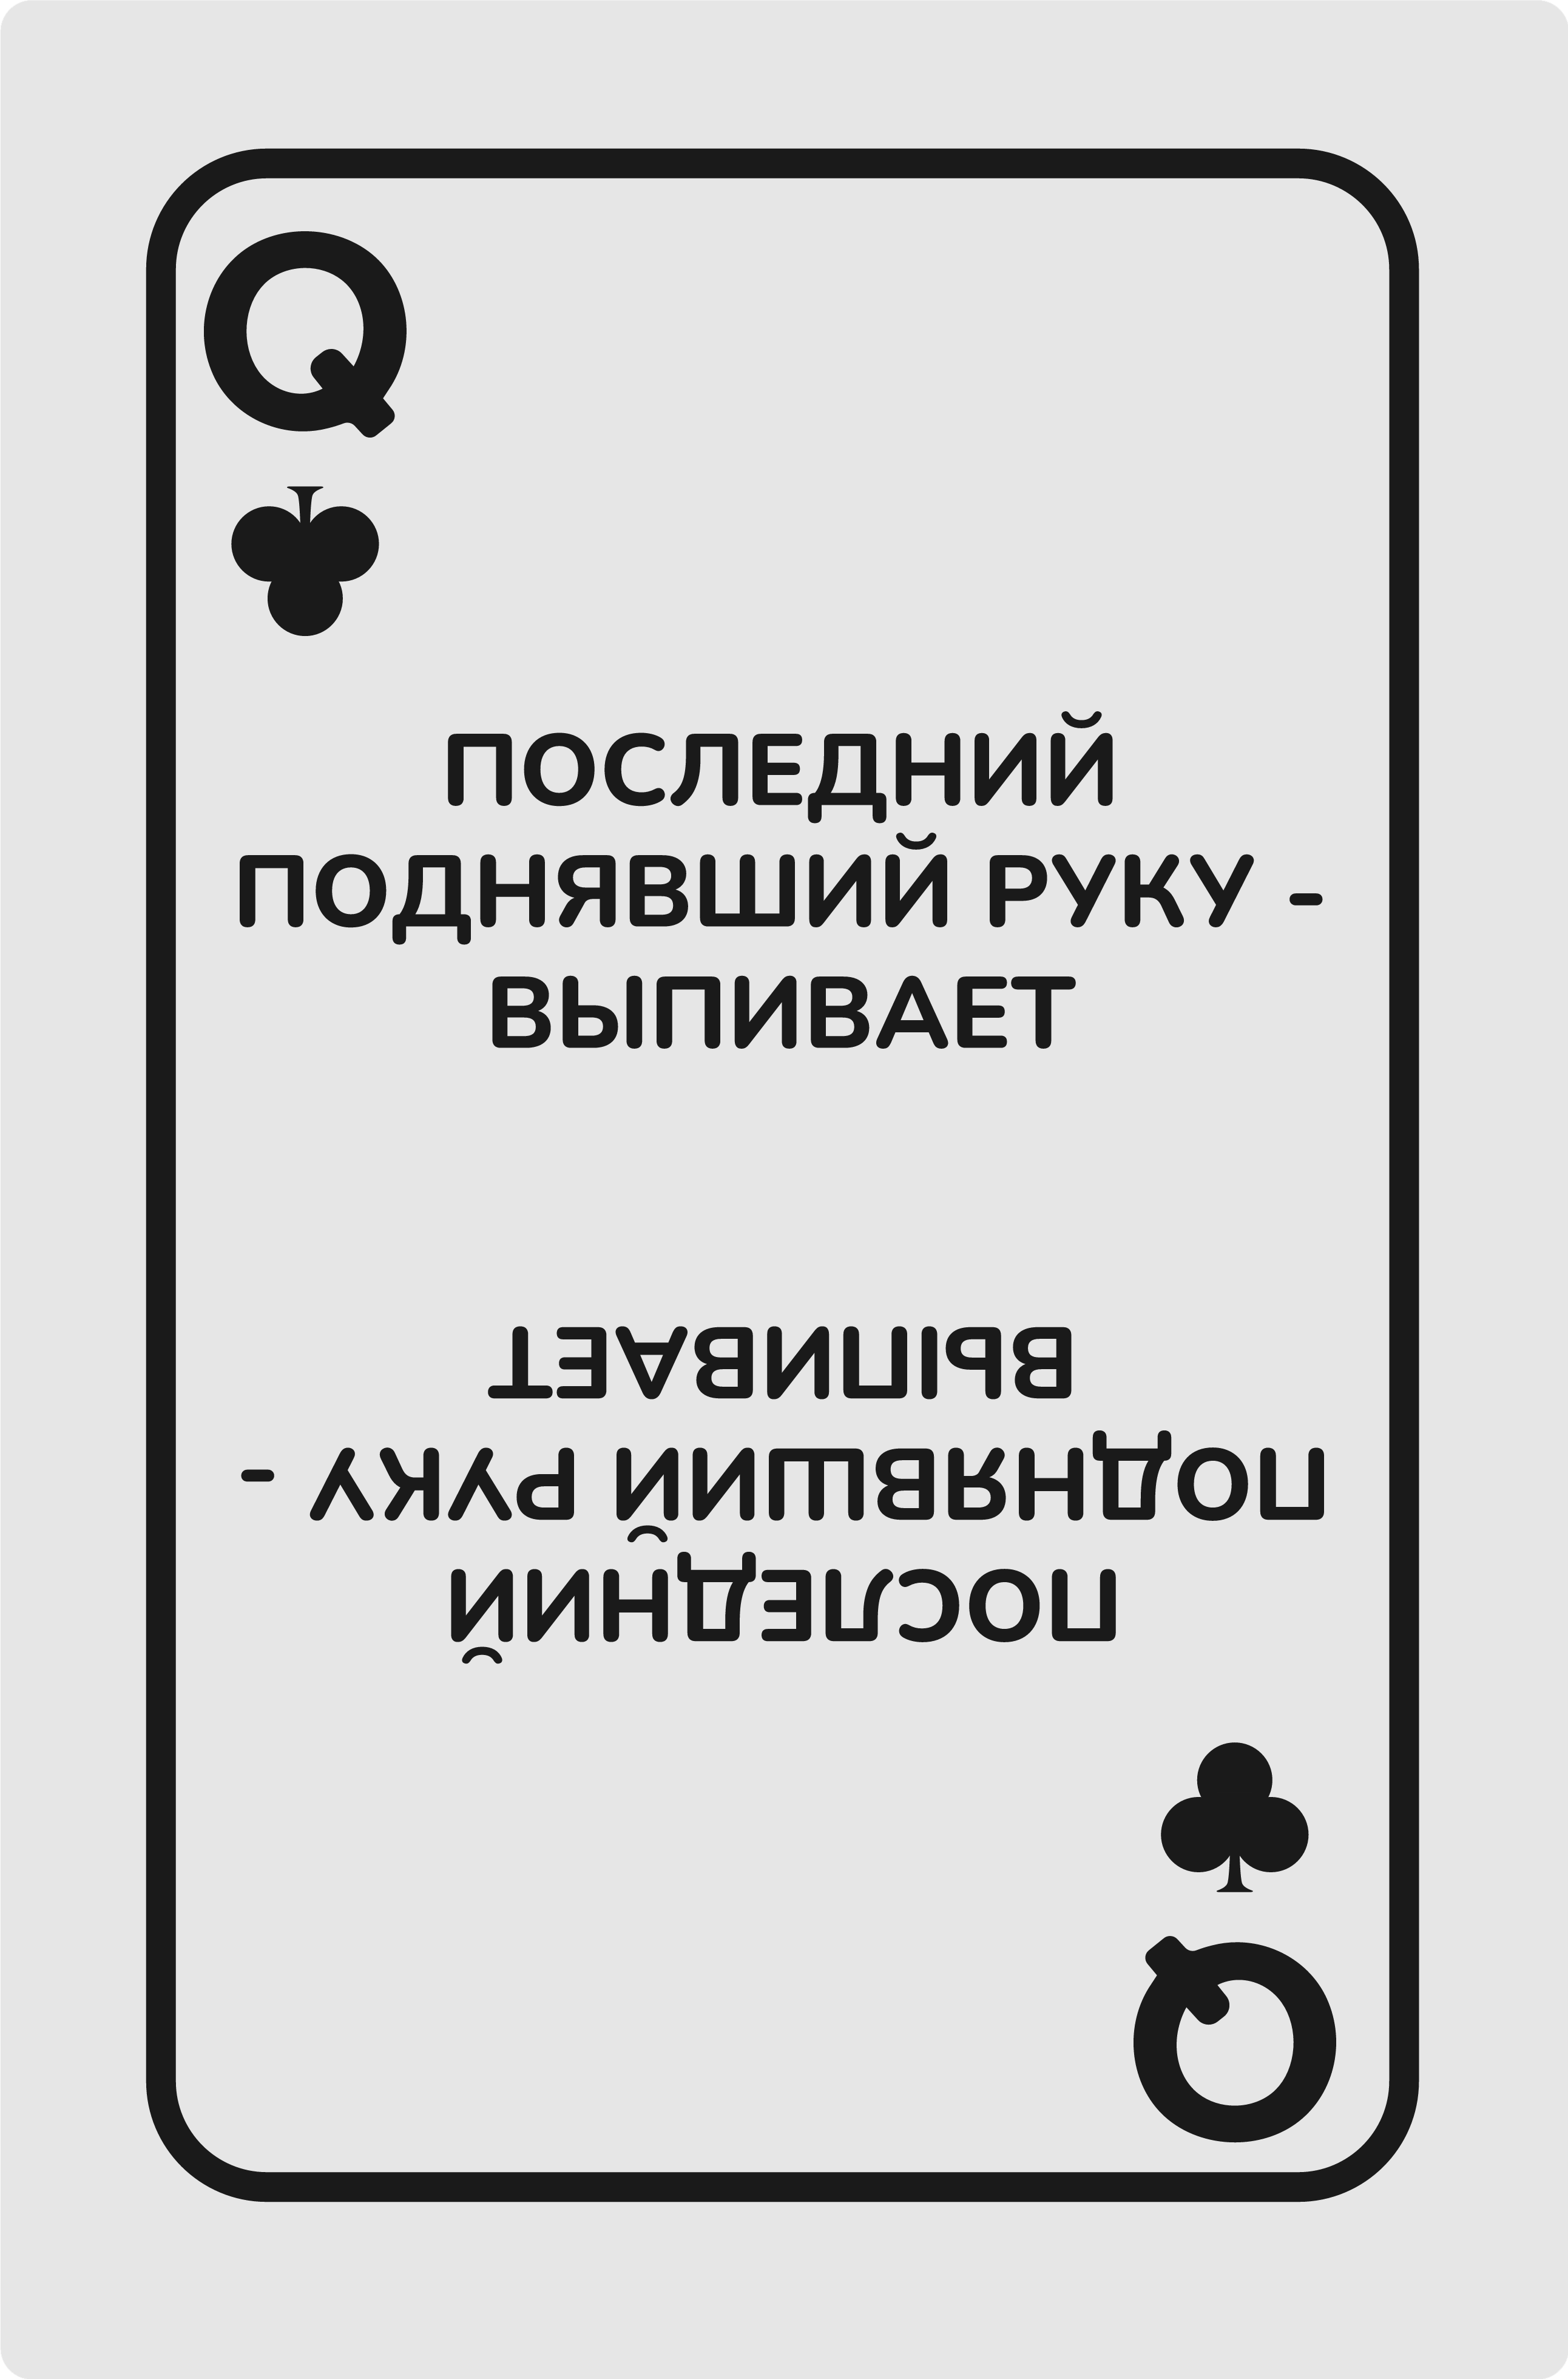 Q
ПОСЛЕДНИЙ
ПОДНЯВШИЙ РУКУ -
ВЫПИВАЕТ
ПОСЛЕДНИЙ
ПОДНЯВШИЙ РУКУ -
ВЫПИВАЕТ
Q